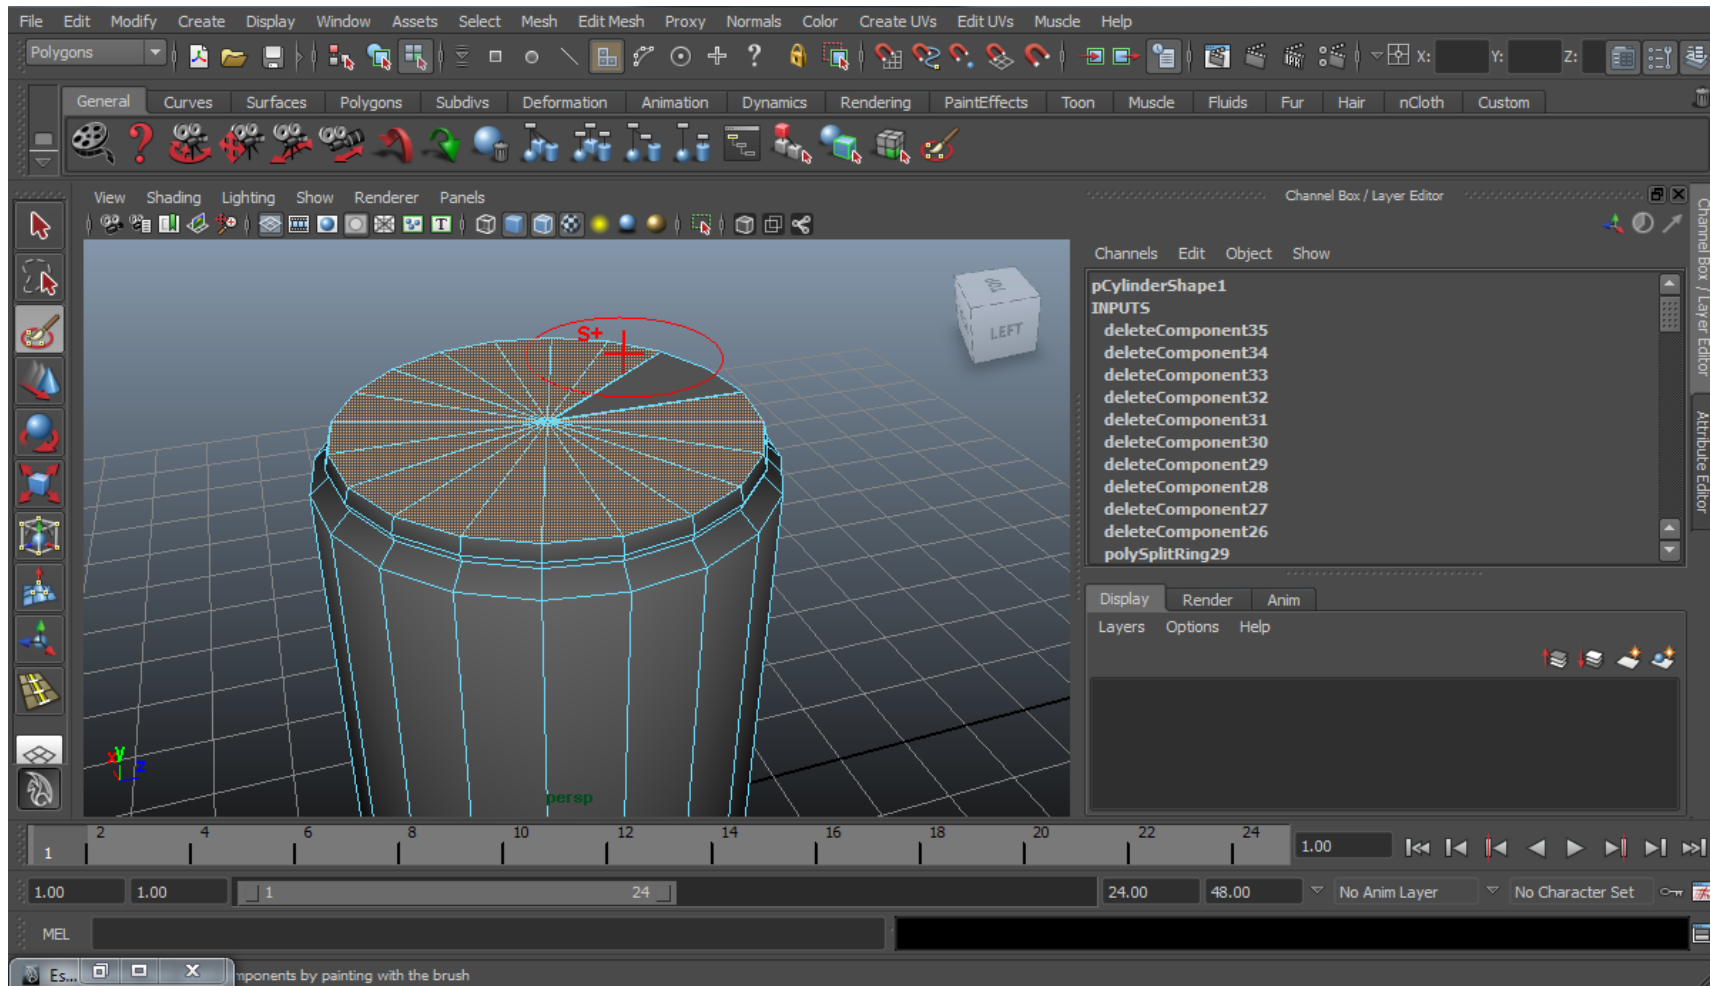 File Edit Modify Create Display Window Assets Select Mesh Edit Mesh Proxy Normals Color Create UVs Edit UVs Muscle Help
Polygons ? IPR X: Y: Z:
General Curves Surfaces Polygons Subdivs Deformation Animation Dynamics Rendering PaintEffects Toon Muscle Fluids Fur Hair nCloth Custom
?
View Shading Lighting Show Renderer Panels
T
S+
TOP
LEFT
y
x z
persp
Channel Box / Layer Editor
Channels Edit Object Show
pCylinderShape1
INPUTS
deleteComponent35
deleteComponent34
deleteComponent33
deleteComponent32
deleteComponent31
deleteComponent30
deleteComponent29
deleteComponent28
deleteComponent27
deleteComponent26
polySplitRing29
Display Render Anim
Layers Options Help
Channel Box / Layer Editor
Attribute Editor
2 4 6 8 10 12 14 16 18 20 22 24
1 1.00
1.00 1.00 1 24 24.00 48.00 No Anim Layer No Character Set
MEL
Es... X mponents by painting with the brush